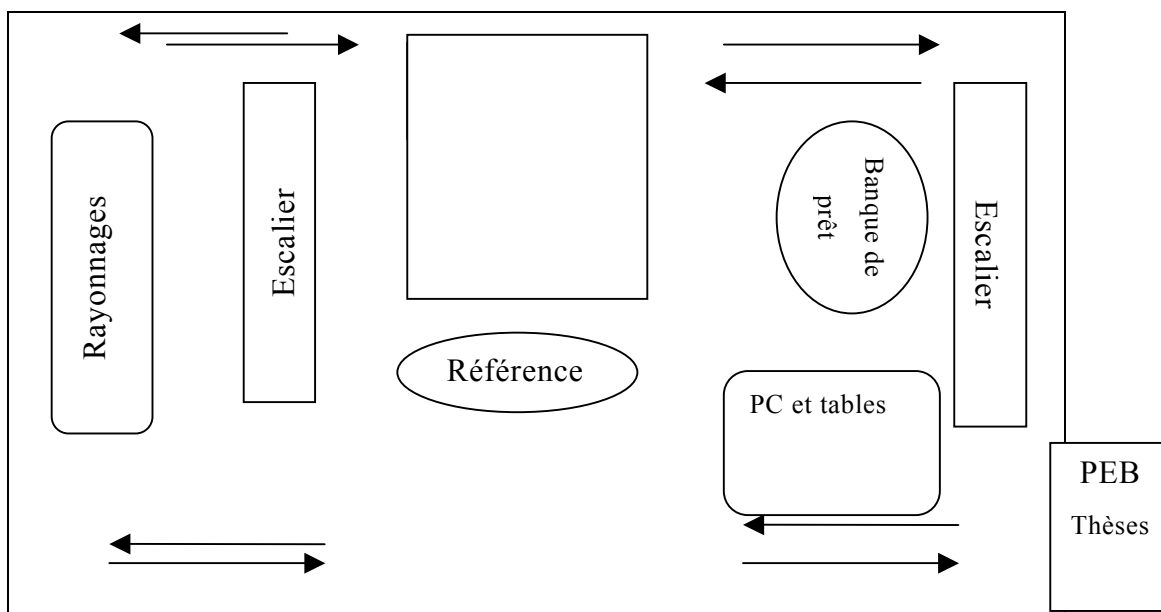 Rayonnages
Escalier
Référence
Banque de
prêt
Escalier
PC et tables
PEB
Thèses